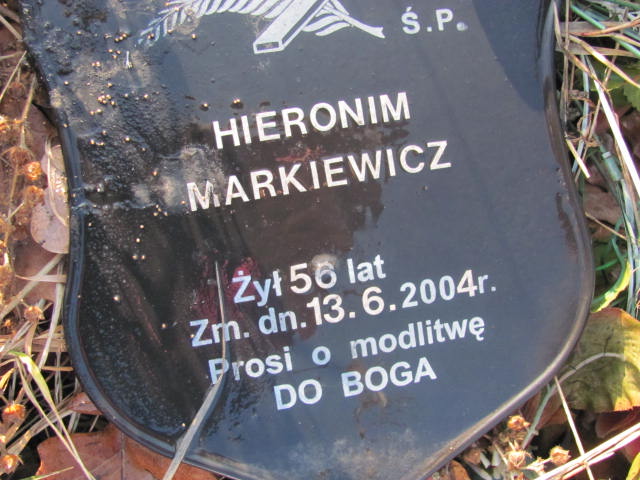 Ś.P.
HIERONIM
MARKIEWICZ
Żył 56 lat
Zm. dn. 13.6.2004r.
Prosi o modlitwę
DO BOGA